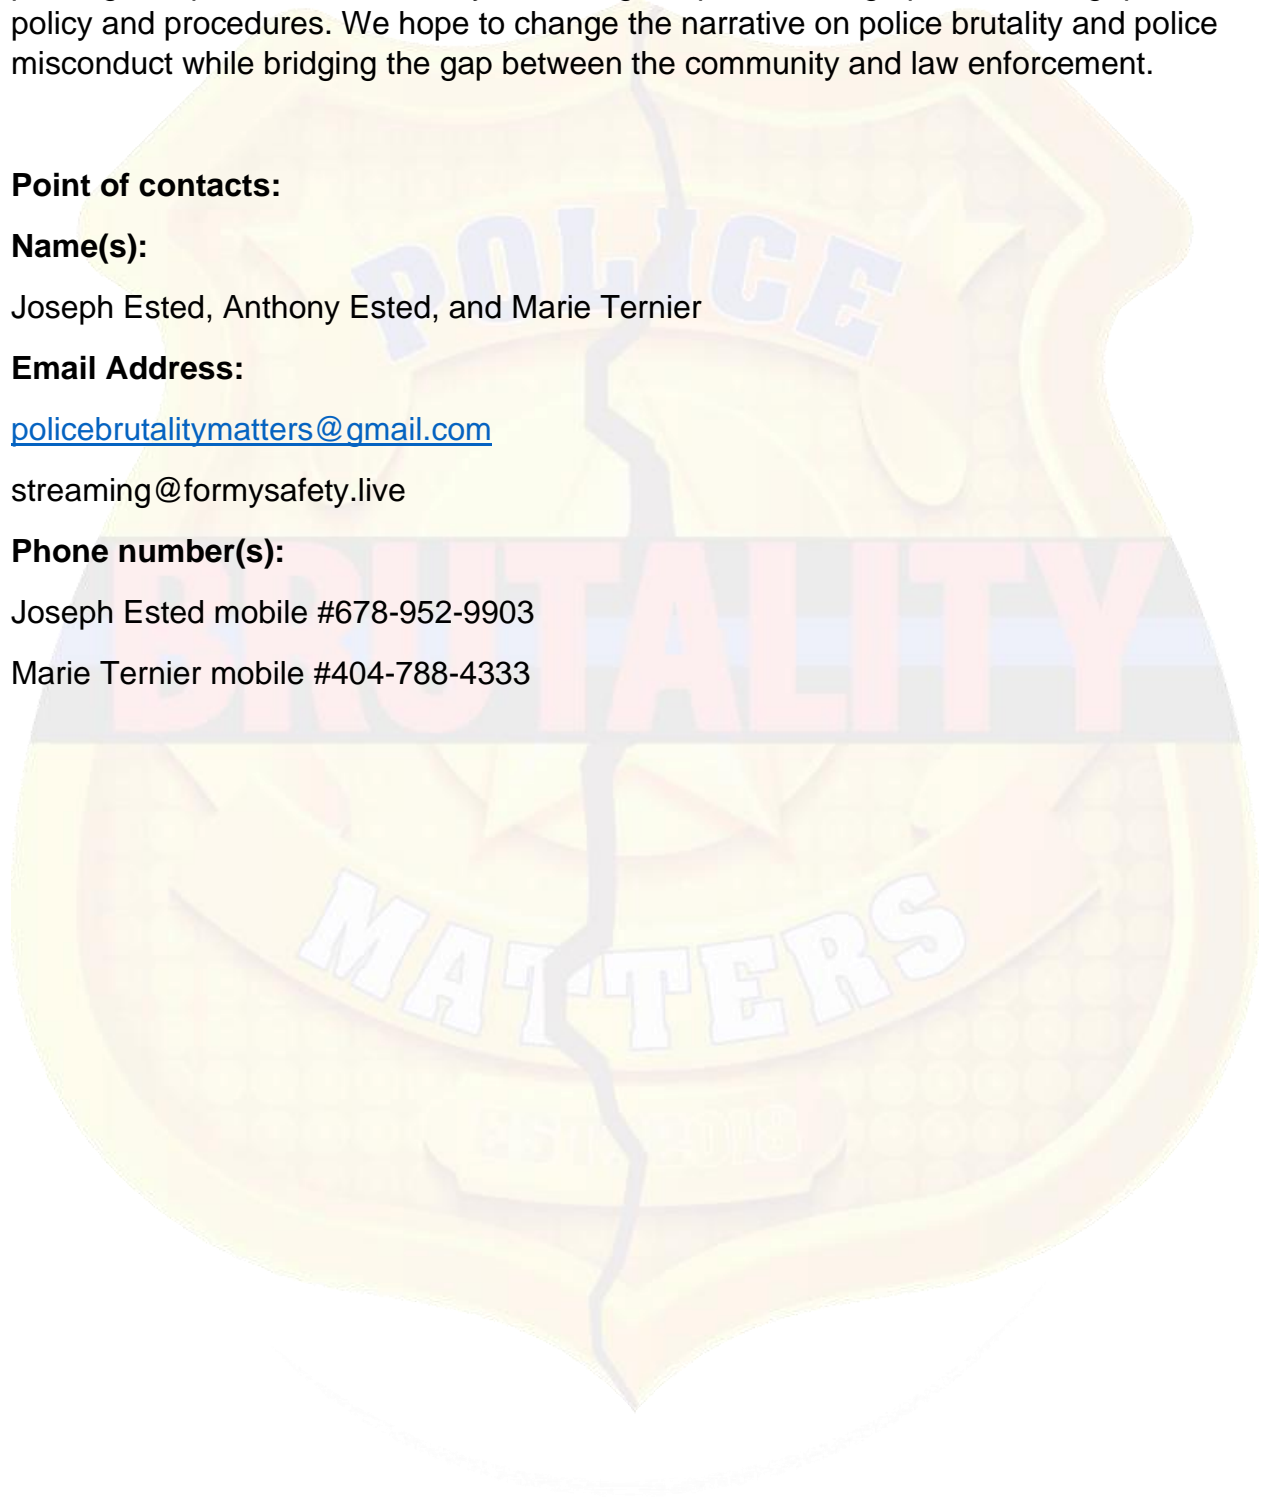 policy and procedures. We hope to change the narrative on police brutality and police
misconduct while bridging the gap between the community and law enforcement.
Point of contacts:
Name(s):
Joseph Ested, Anthony Ested, and Marie Ternier
Email Address:
policebrutalitymatters@gmail.com
streaming@formysafety.live
Phone number(s):
Joseph Ested mobile #678-952-9903
Marie Ternier mobile #404-788-4333
POLICE
BRUTALITY
MATTERS
EST. 2018